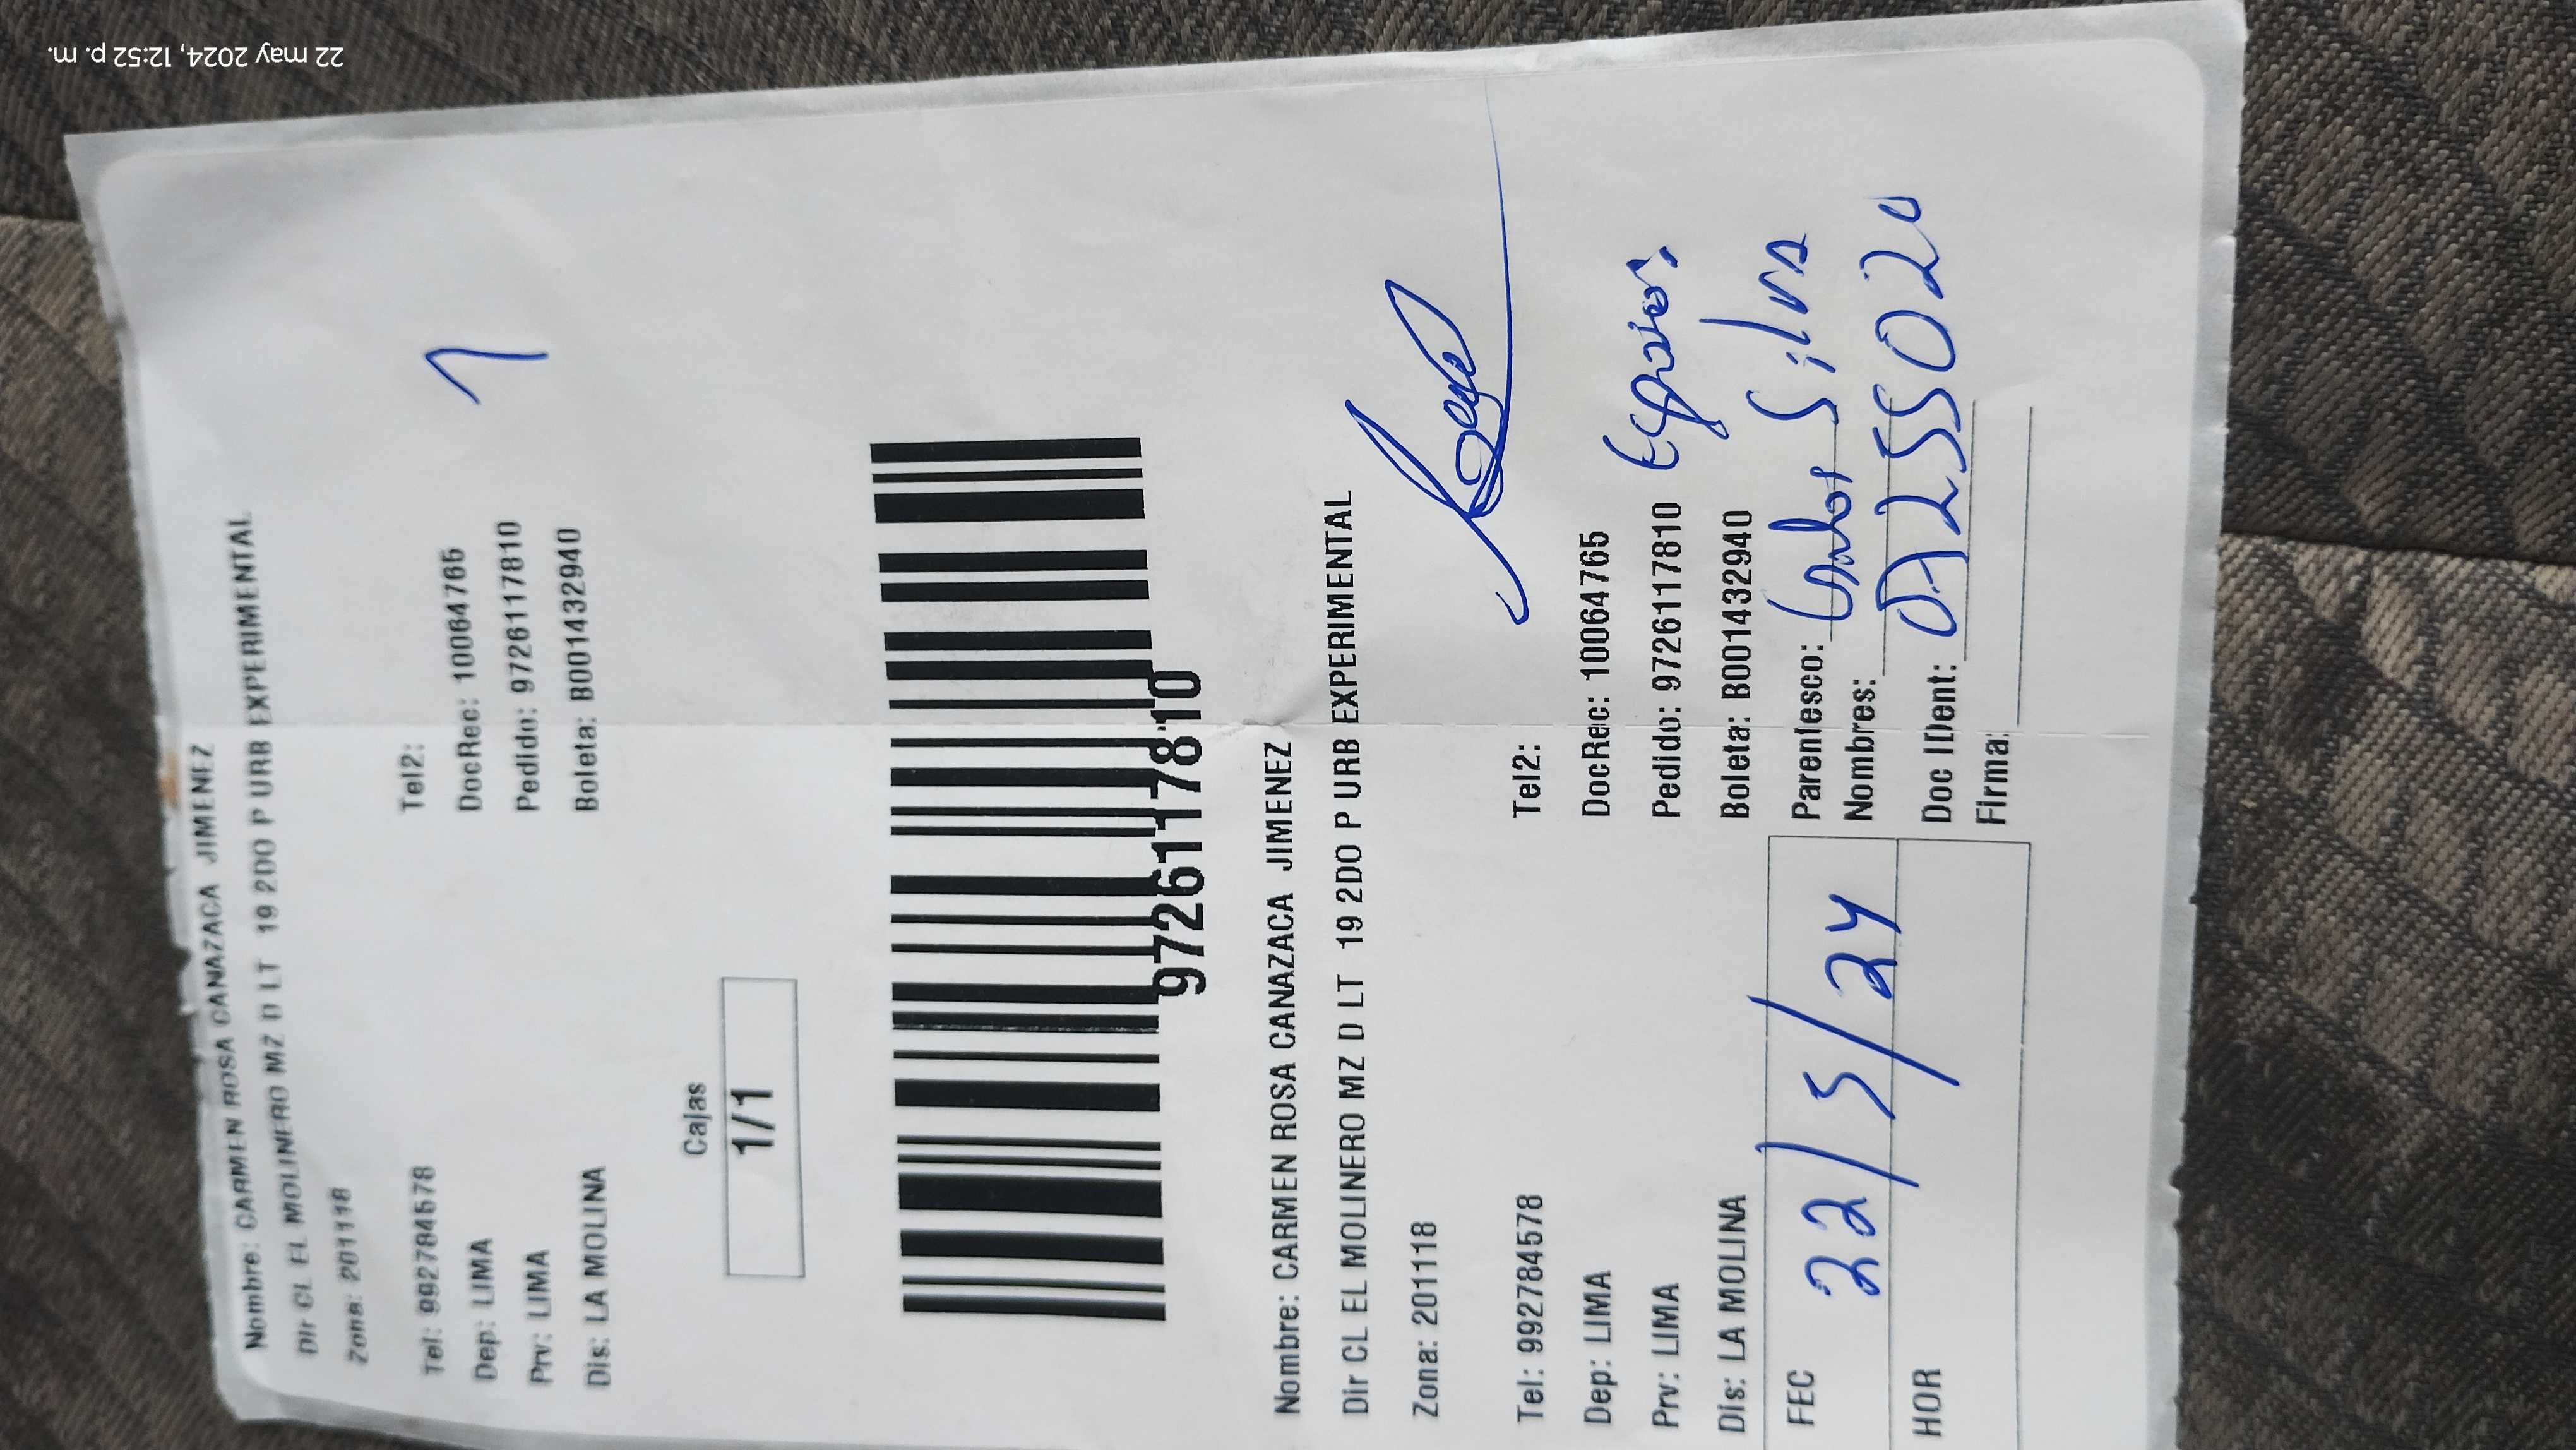 22 may 2024, 12:52 p. m.
Nombre: CARMEN ROSA CANAZACA JIMENEZ
Dir CL EL MOLINERO MZ D LT 19 2DO P URB EXPERIMENTAL
Zona: 201118
Tel: 992784578 Tel2:
Dep: LIMA DocRec: 10064765
Prv: LIMA Pedido: 97261117810
Dis: LA MOLINA Boleta: B001432940
1
Cajas
1/1
97261117810
Nombre: CARMEN ROSA CANAZACA JIMENEZ
Dir CL EL MOLINERO MZ D LT 19 2DO P URB EXPERIMENTAL
Zona: 201118
Tel: 992784578 Tel2:
Dep: LIMA DocRec: 10064765
Prv: LIMA Pedido: 97261117810
Dis: LA MOLINA Boleta: B001432940
FEC 22/5/24 Parentesco: Carlos Silva
Nombres:
HOR Doc IDent: 07255020
Firma: